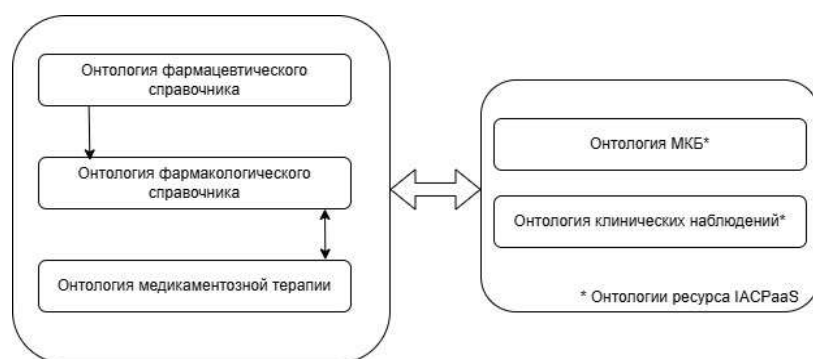 Онтология фармацевтического
справочника
Онтология фармакологического
справочника
Онтология медикаментозной терапии
Онтология МКБ*
Онтология клинических наблюдений*
* Онтологии ресурса IACPaaS